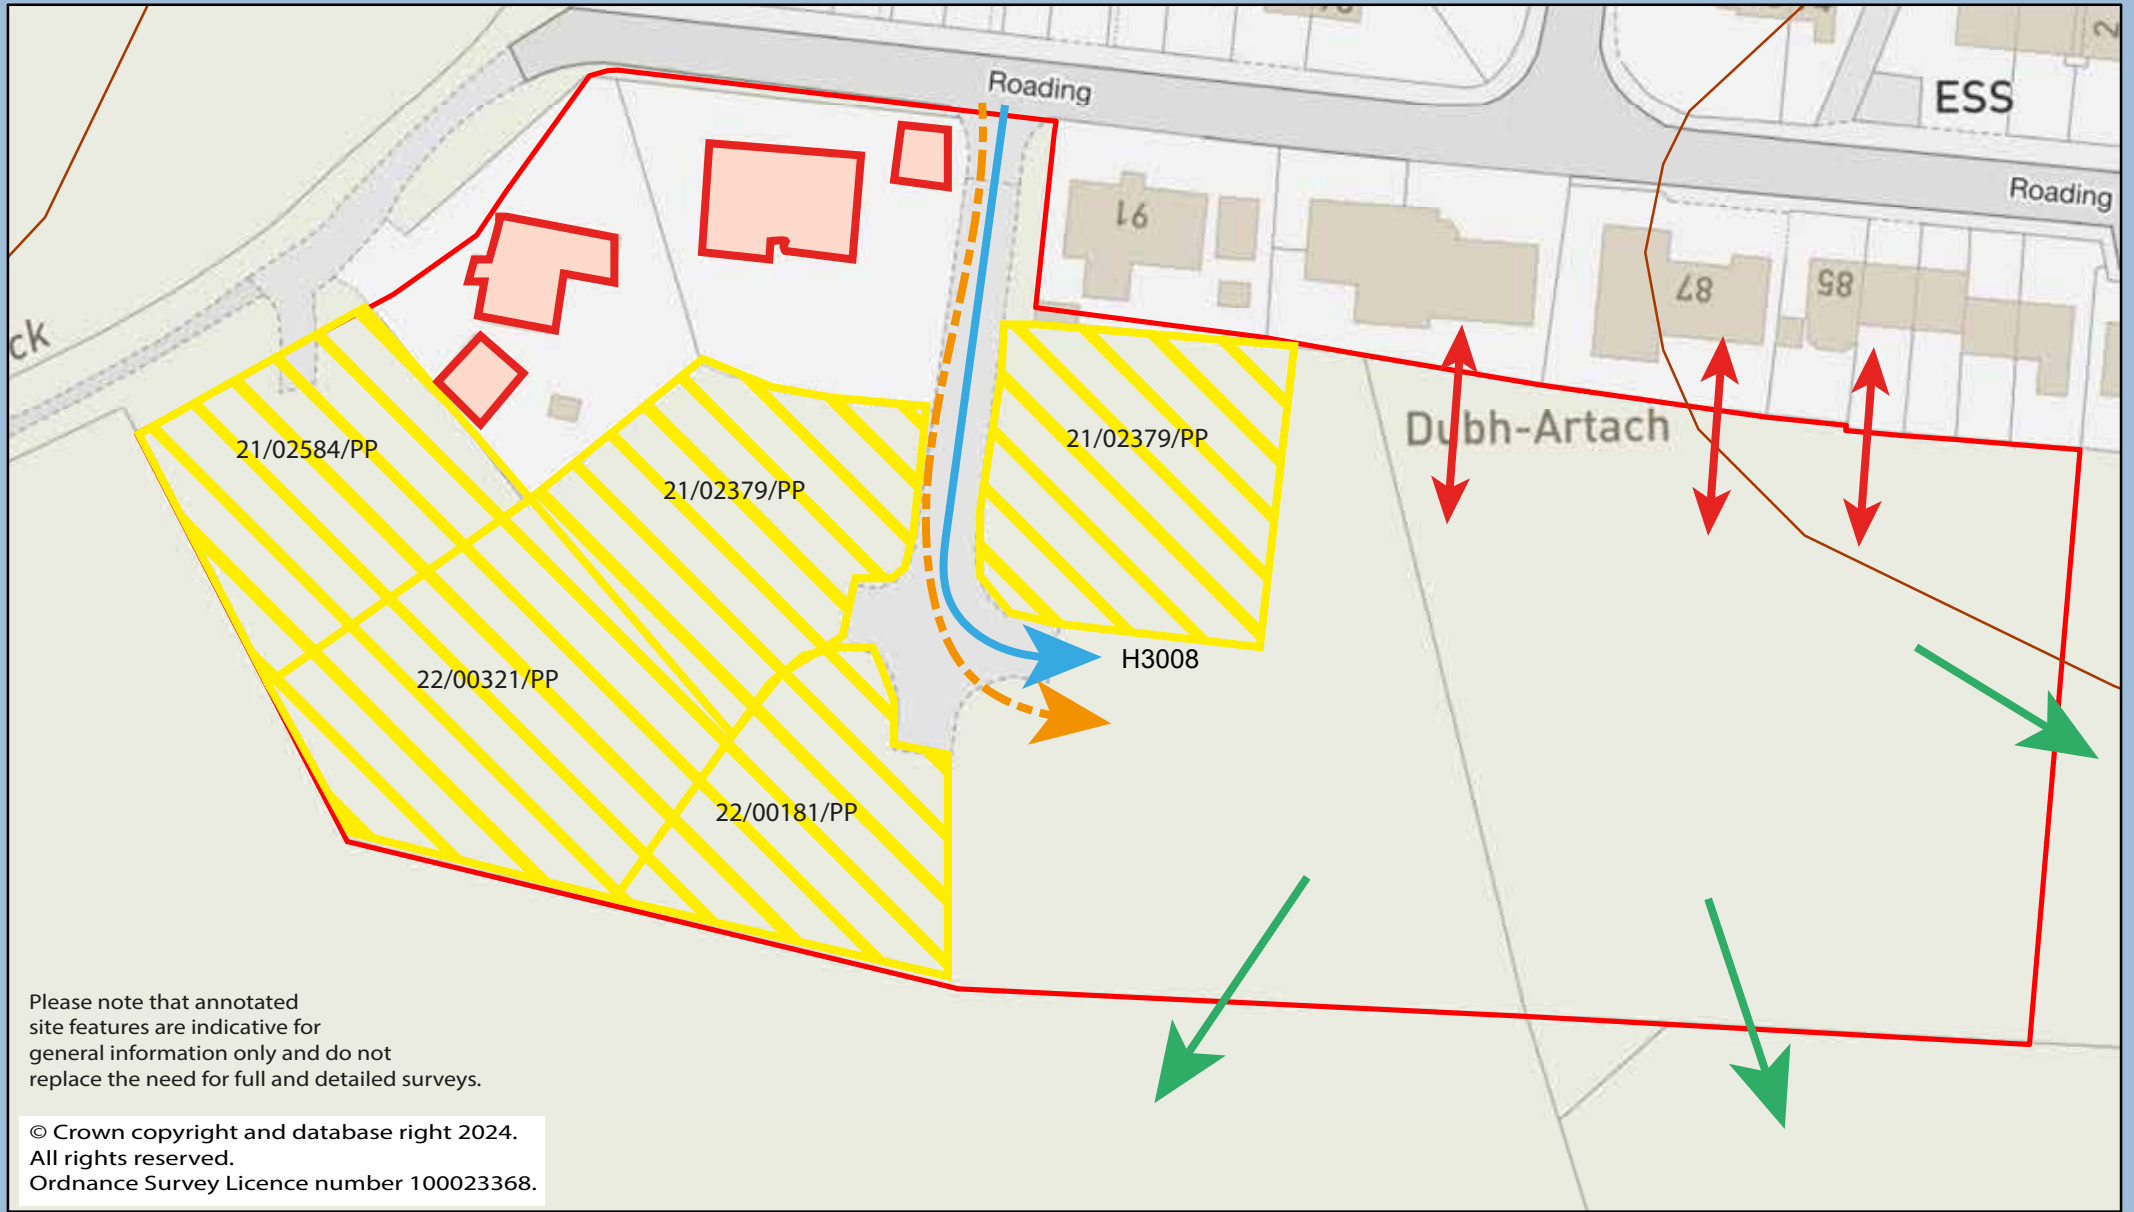 Roading
ESS
Roading
91
87
85
ck
Dubh-Artach
21/02584/PP
21/02379/PP
21/02379/PP
22/00321/PP
H3008
22/00181/PP
Please note that annotated
site features are indicative for
general information only and do not
replace the need for full and detailed surveys.
© Crown copyright and database right 2024.
All rights reserved.
Ordnance Survey Licence number 100023368.